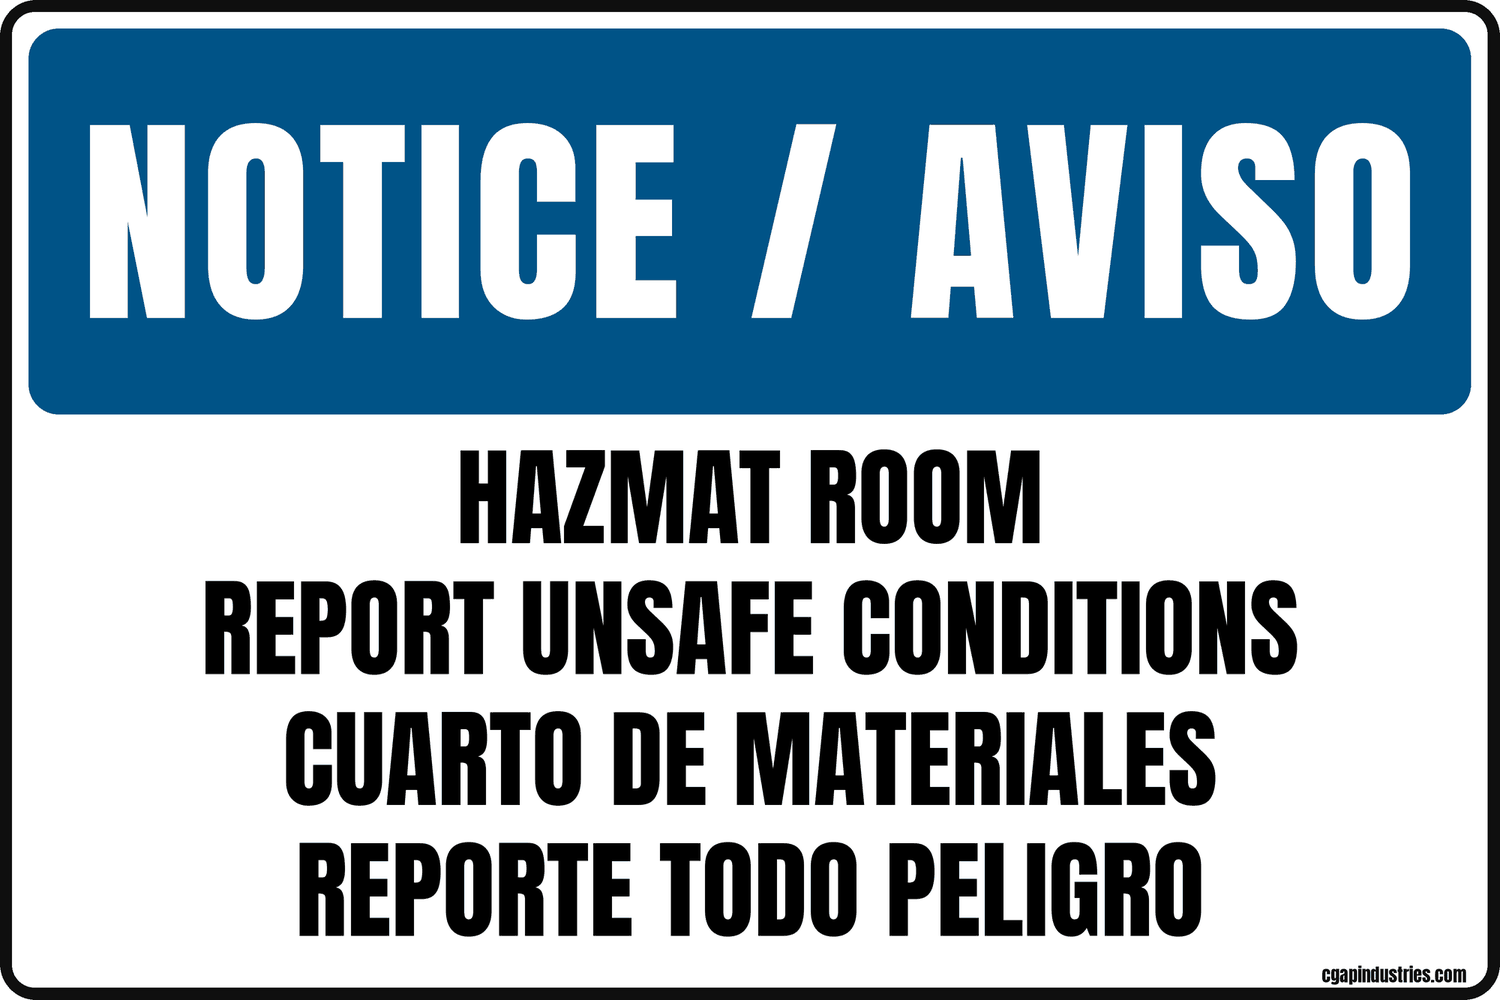 NOTICE / AVISO
HAZMAT ROOM
REPORT UNSAFE CONDITIONS
CUARTO DE MATERIALES
REPORTE TODO PELIGRO
cgapindustries.com